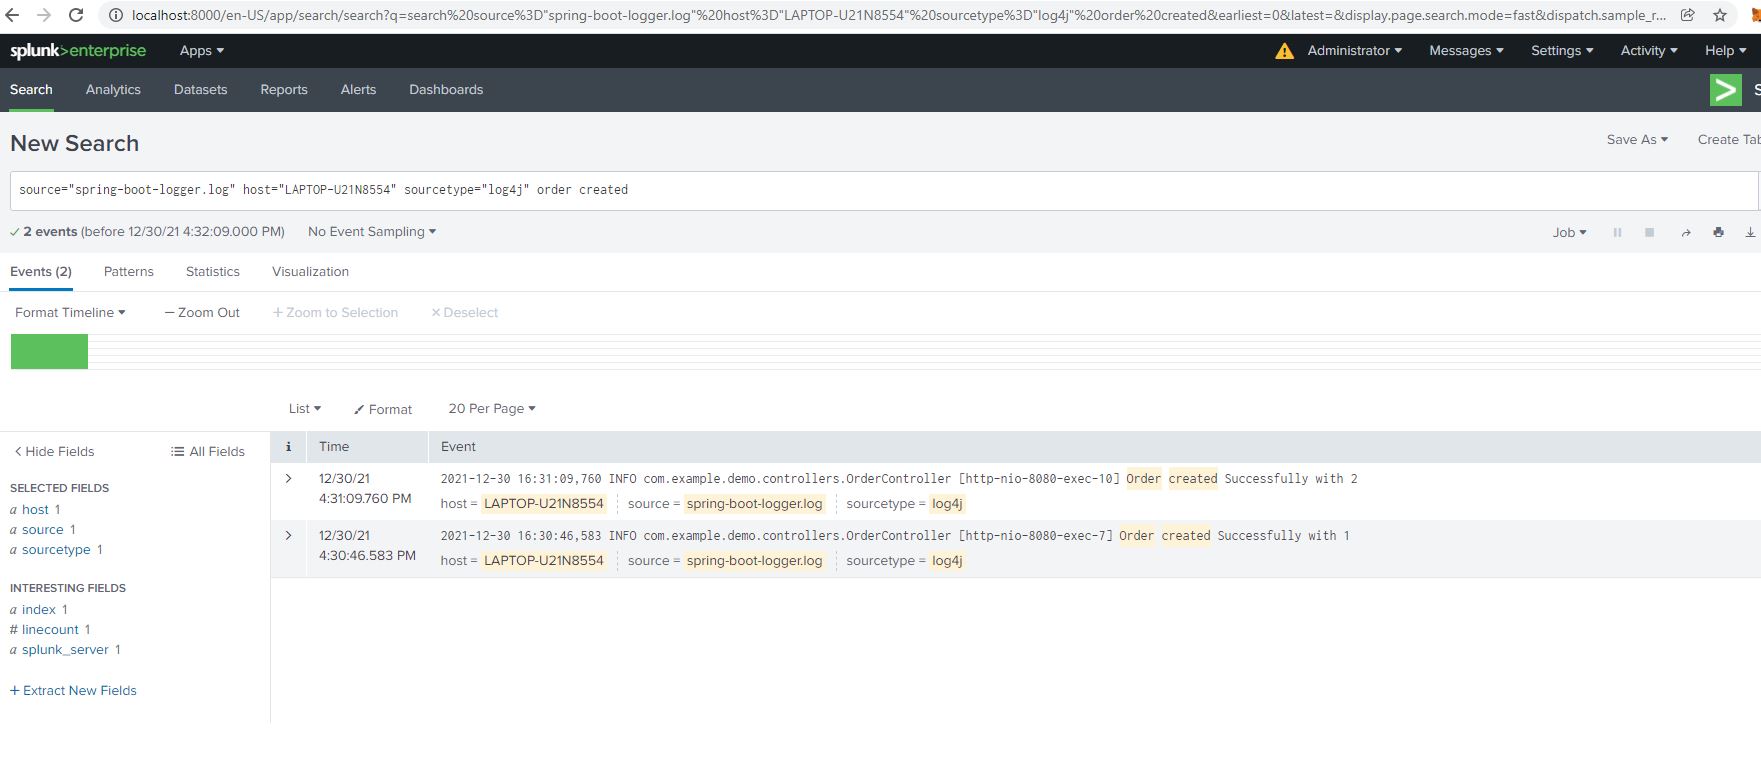 localhost:8000/en-US/app/search/search?q=search%20source%3D"spring-boot-logger.log"%20host%3D"LAPTOP-U21N8554"%20sourcetype%3D"log4j"%20order%20created&earliest=0&latest=&display.page.search.mode=fast&dispatch.sample_r...
splunk>enterprise Apps Administrator Messages Settings Activity Help
Search Analytics Datasets Reports Alerts Dashboards > S
New Search Save As Create Tab
source="spring-boot-logger.log" host="LAPTOP-U21N8554" sourcetype="log4j" order created
2 events (before 12/30/21 4:32:09.000 PM) No Event Sampling Job
Events (2) Patterns Statistics Visualization
Format Timeline — Zoom Out + Zoom to Selection × Deselect
List Format 20 Per Page
< Hide Fields All Fields
SELECTED FIELDS
a host 1
a source 1
a sourcetype 1
INTERESTING FIELDS
a index 1
# linecount 1
a splunk_server 1
+ Extract New Fields
i Time Event
> 12/30/21 2021-12-30 16:31:09,760 INFO com.example.demo.controllers.OrderController [http-nio-8080-exec-10] Order created Successfully with 2
4:31:09.760 PM host = LAPTOP-U21N8554 source = spring-boot-logger.log sourcetype = log4j
> 12/30/21 2021-12-30 16:30:46,583 INFO com.example.demo.controllers.OrderController [http-nio-8080-exec-7] Order created Successfully with 1
4:30:46.583 PM host = LAPTOP-U21N8554 source = spring-boot-logger.log sourcetype = log4j